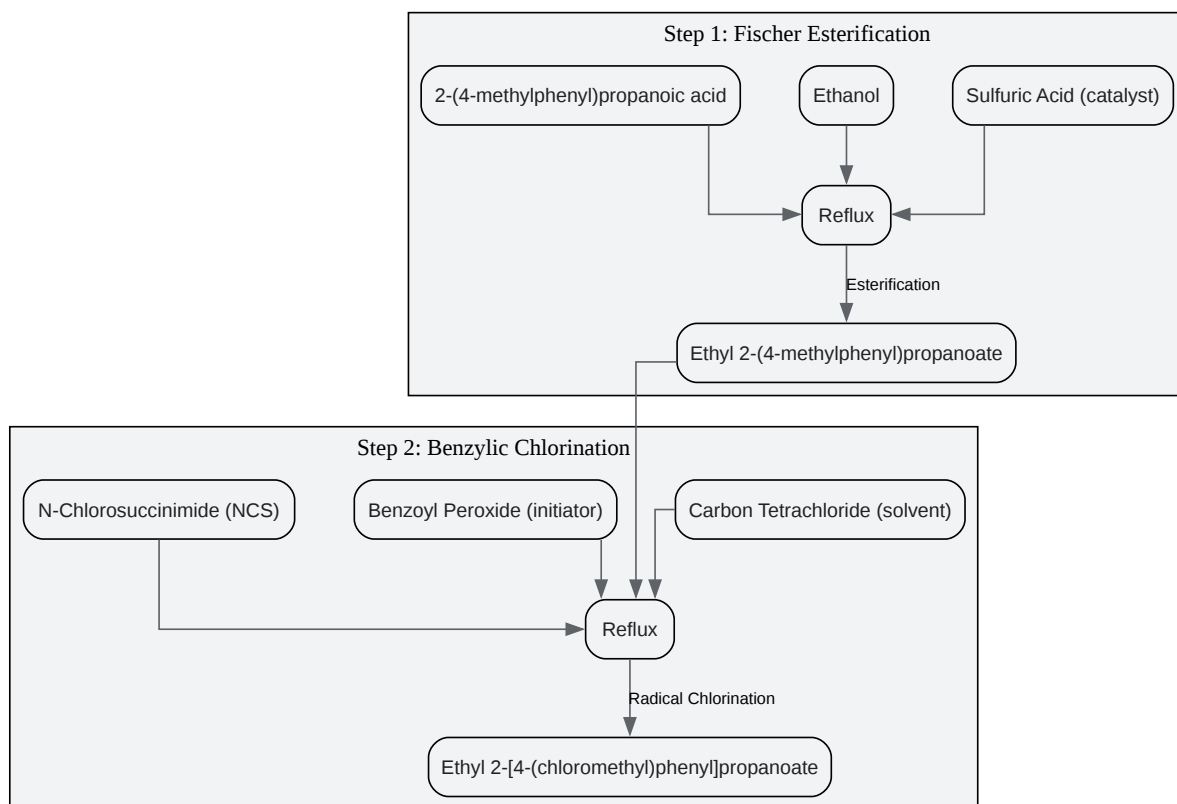 Step 1: Fischer Esterification
2-(4-methylphenyl)propanoic acid
Ethanol
Sulfuric Acid (catalyst)
Reflux
Esterification
Ethyl 2-(4-methylphenyl)propanoate
Step 2: Benzylic Chlorination
N-Chlorosuccinimide (NCS)
Benzoyl Peroxide (initiator)
Carbon Tetrachloride (solvent)
Reflux
Radical Chlorination
Ethyl 2-[4-(chloromethyl)phenyl]propanoate